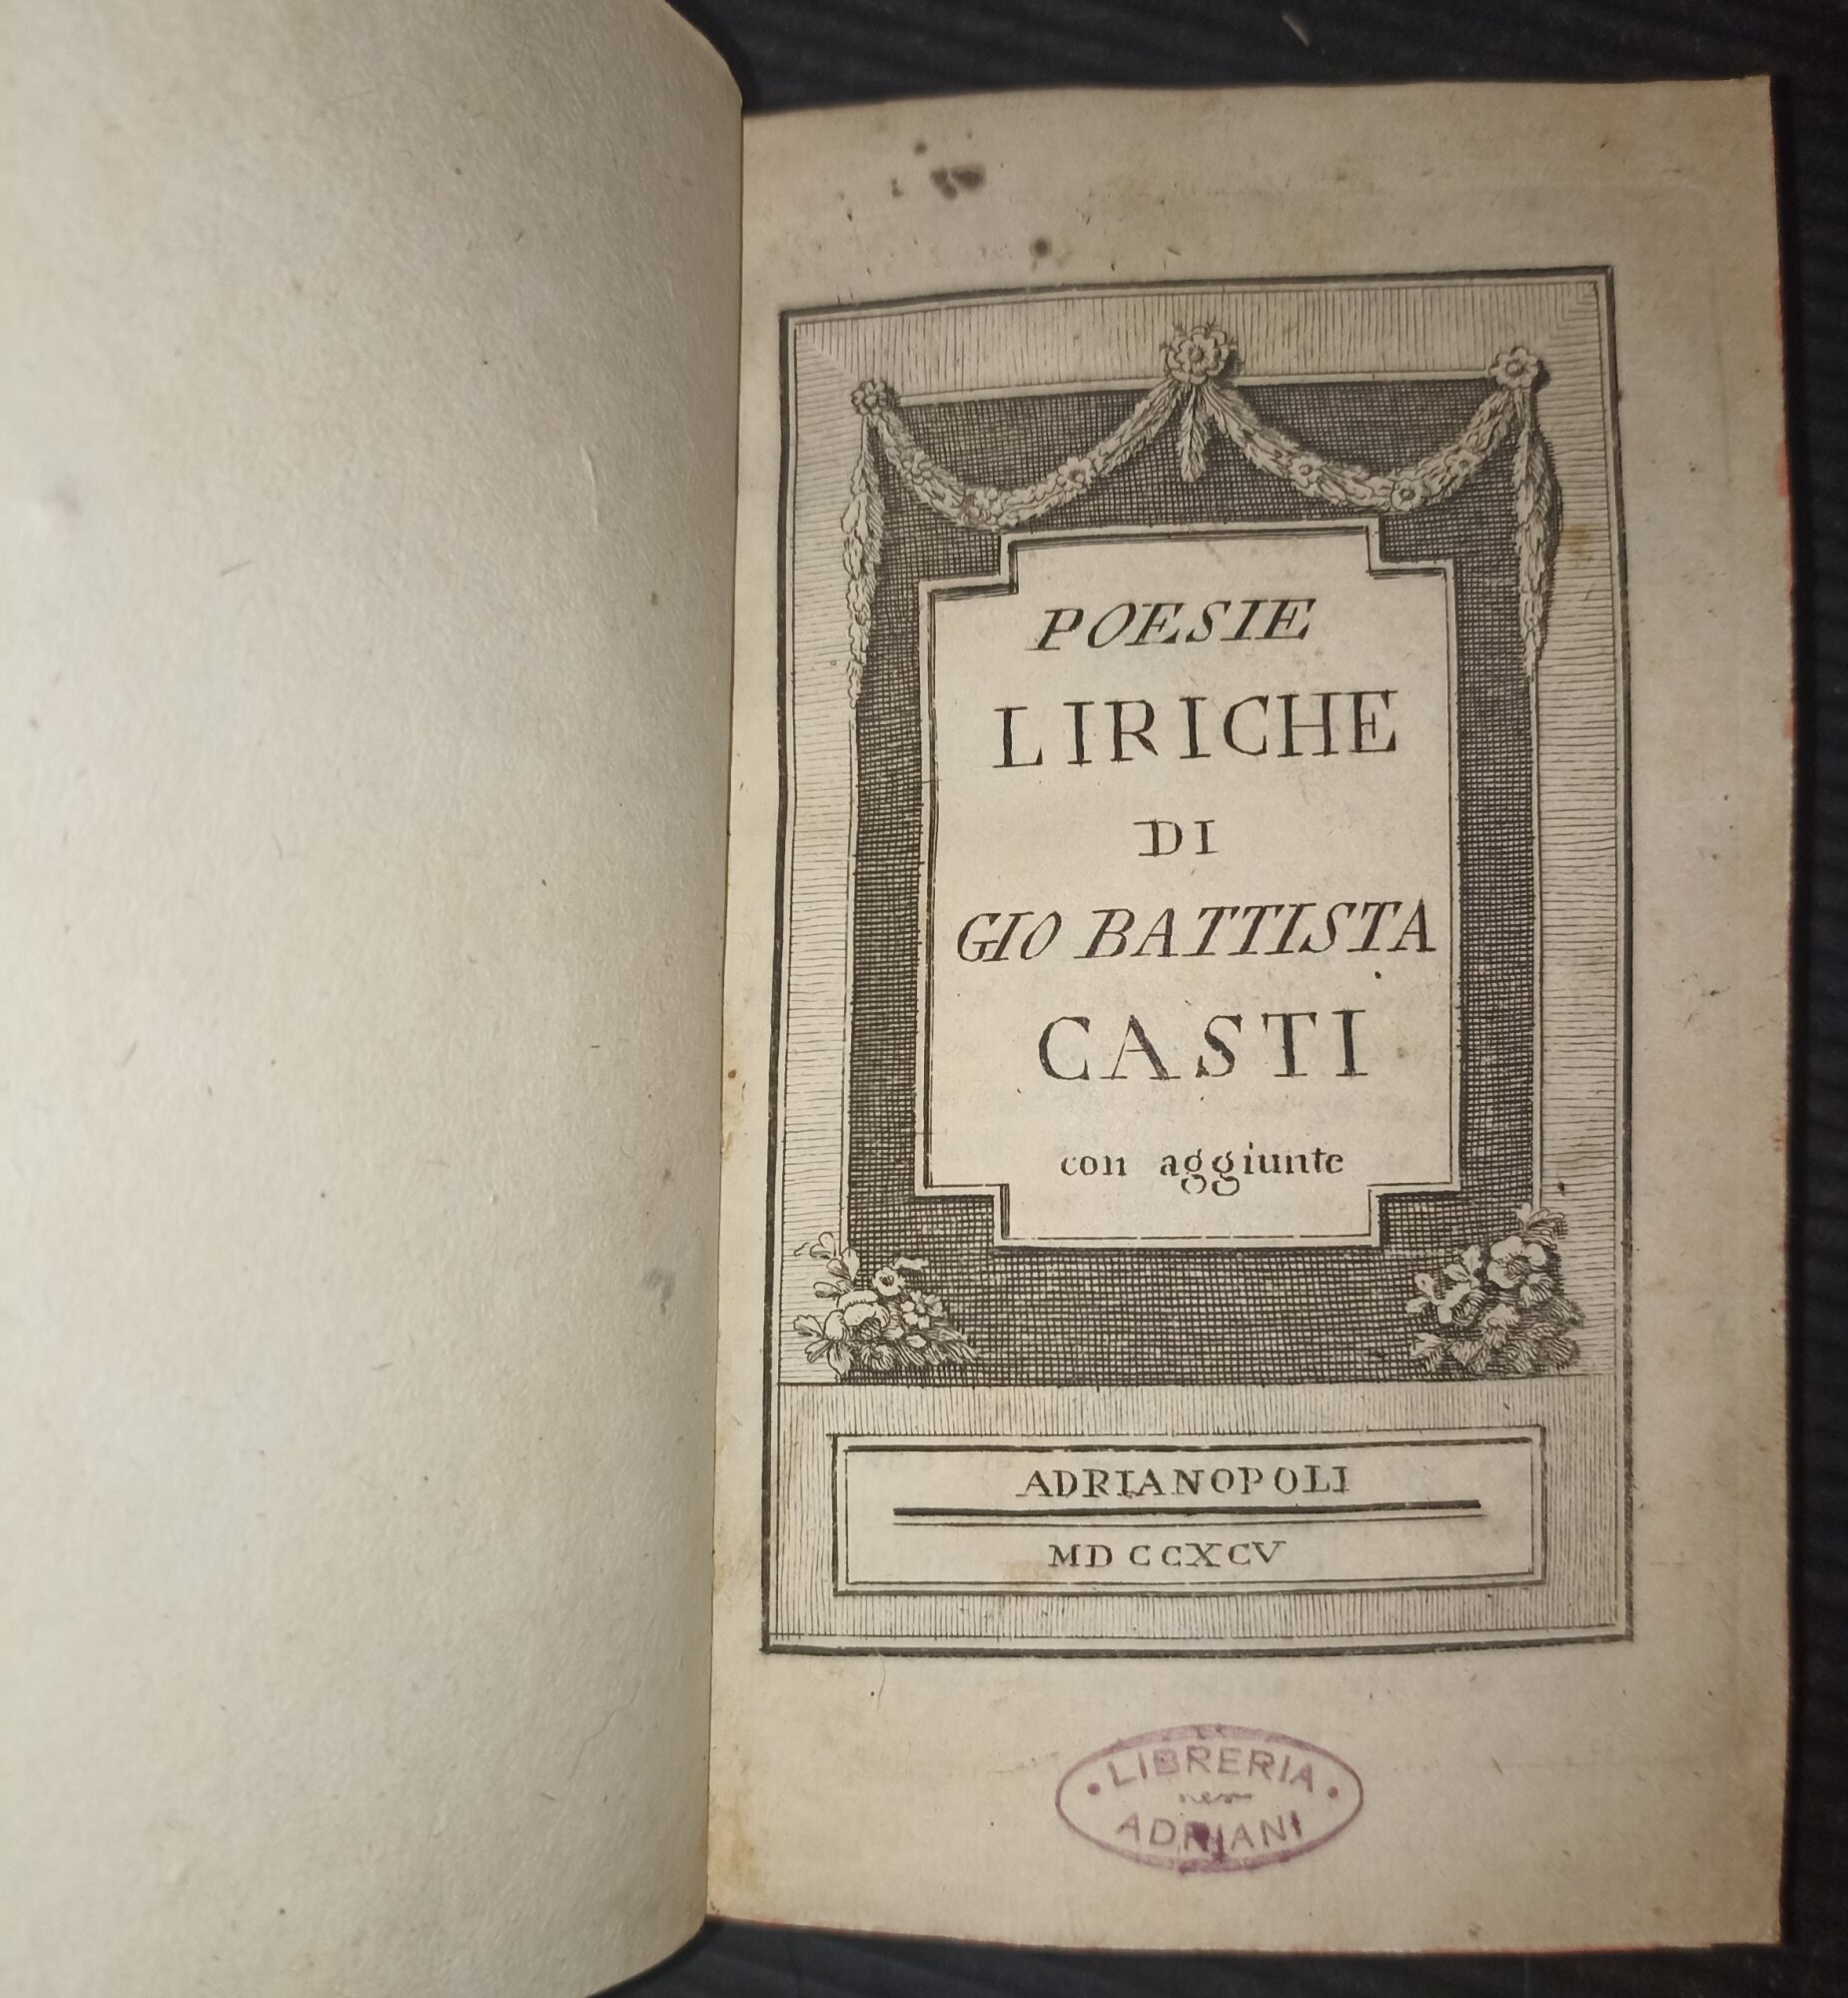 POESIE
LIRICHE
DI
GIO BATTISTA
CASTI
con aggiunte
ADRIANOPOLI
MDCCXCV
LIBRERIA
ADRIANI